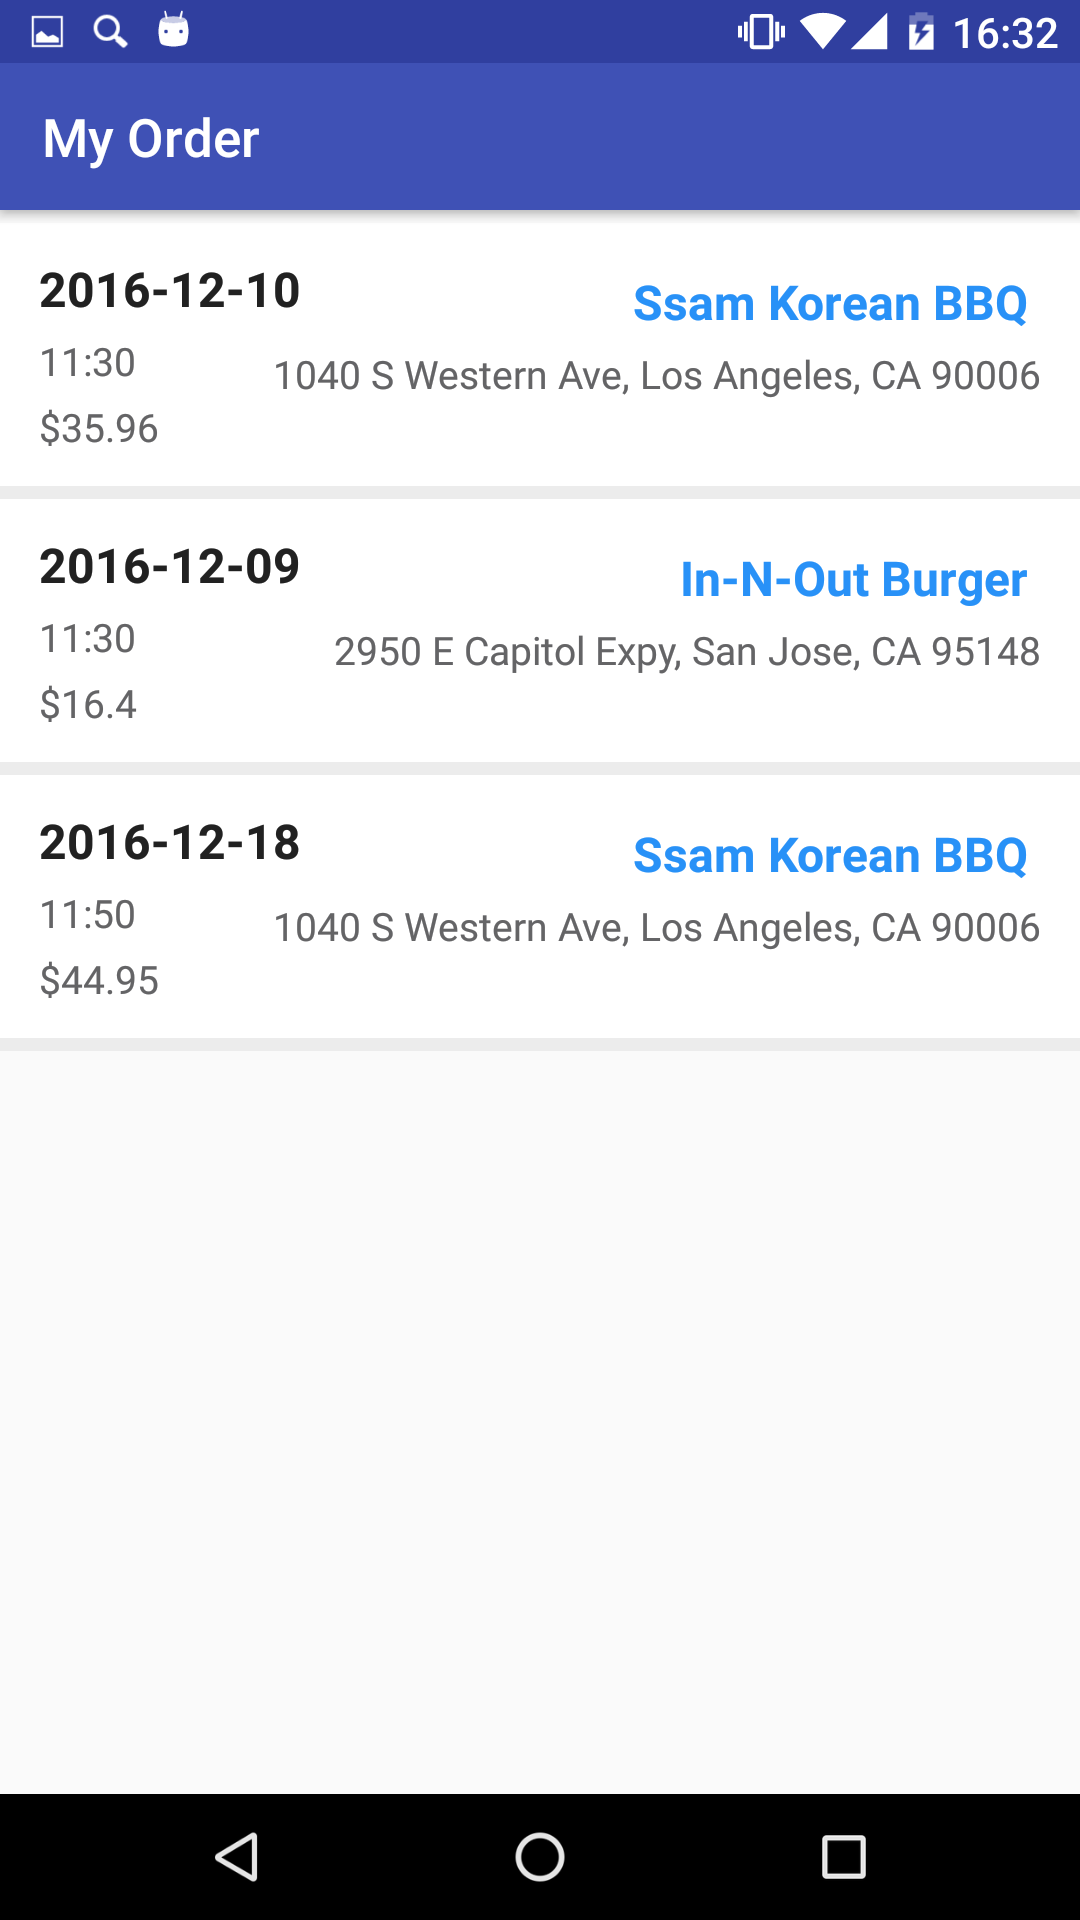 16:32
My Order
2016-12-10
Ssam Korean BBQ
11:30
1040 S Western Ave, Los Angeles, CA 90006
$35.96
2016-12-09
In-N-Out Burger
11:30
2950 E Capitol Expy, San Jose, CA 95148
$16.4
2016-12-18
Ssam Korean BBQ
11:50
1040 S Western Ave, Los Angeles, CA 90006
$44.95